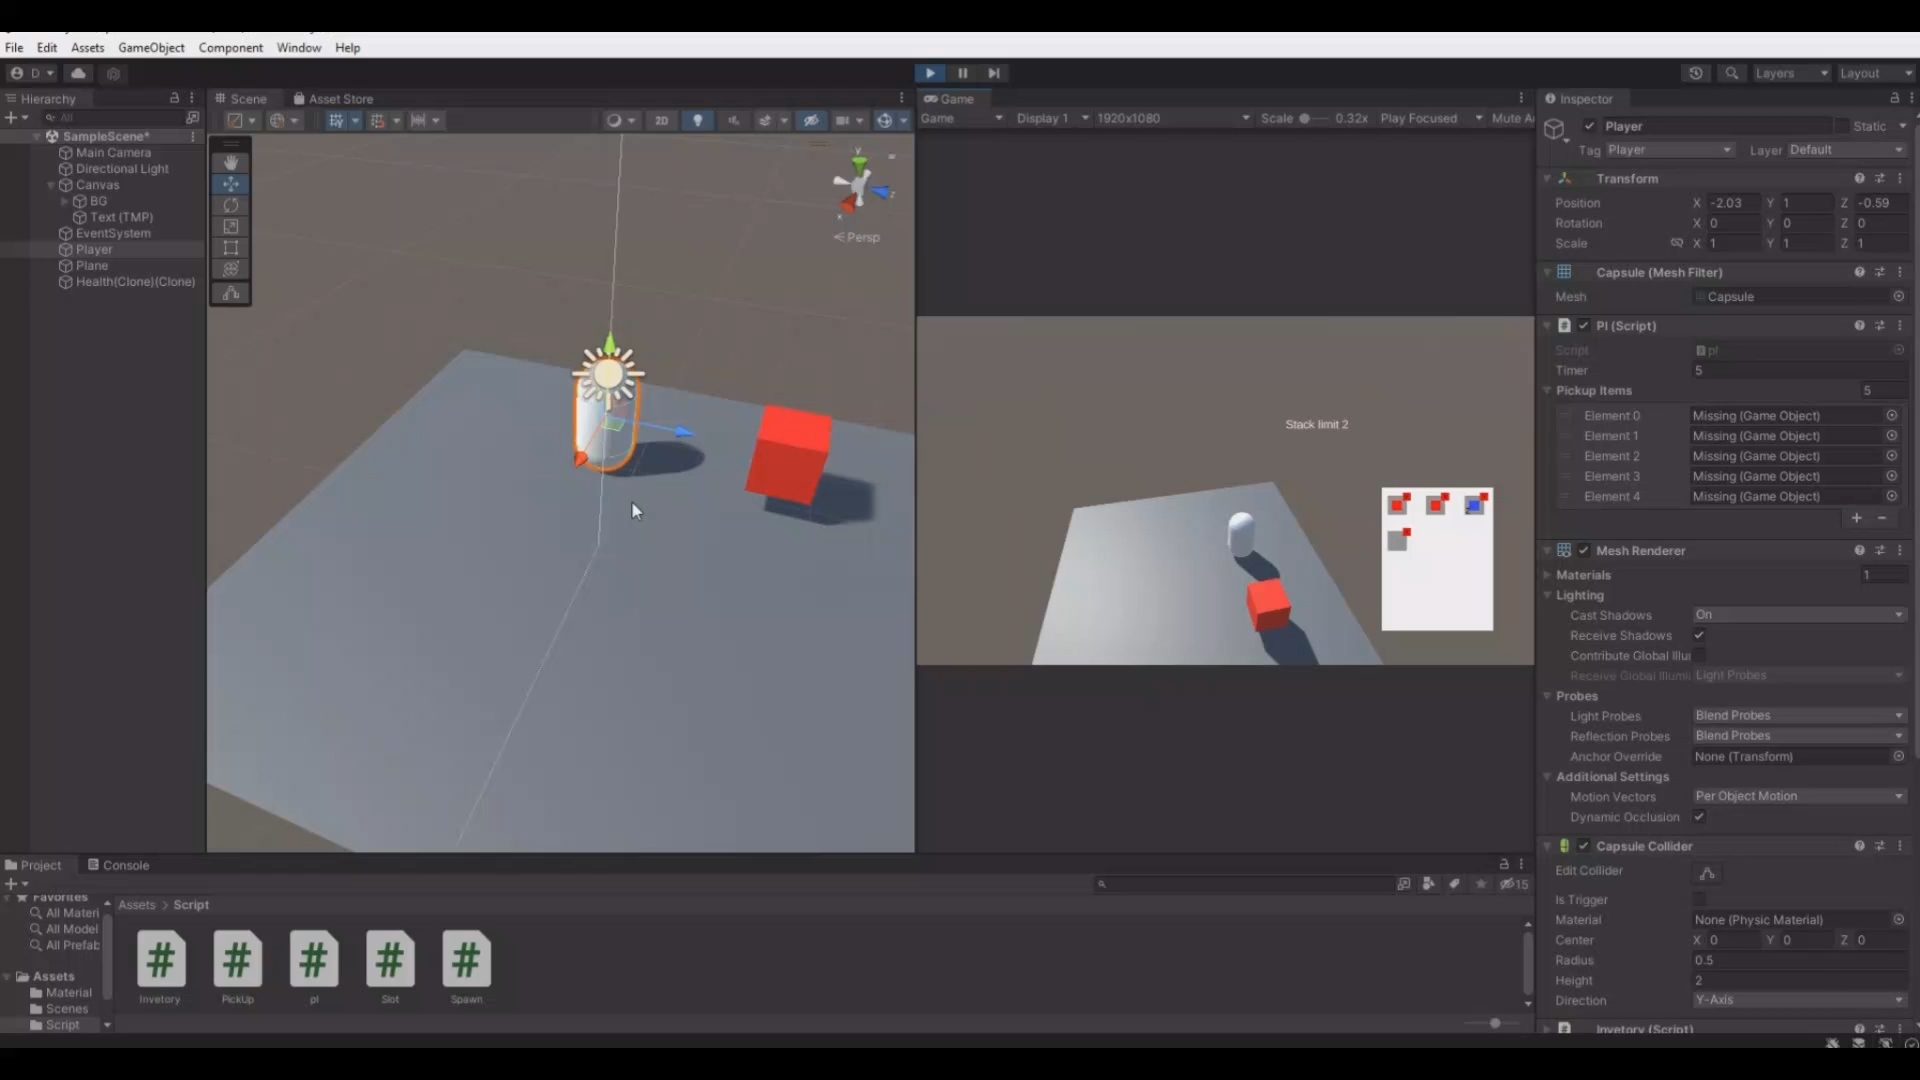 File Edit Assets GameObject Component Window Help
D Layers Layout
Hierarchy
All
SampleScene*
Main Camera
Directional Light
Canvas
BG
Text (TMP)
EventSystem
Player
Plane
Health(Clone)(Clone)
Scene Asset Store
2D
y
z
x
Persp
Game
Game Display 1 1920x1080 Scale 0.32x Play Focused Mute A
Stack limit 2
Inspector
Player Static
Tag Player Layer Default
Transform
Position X -2.03 Y 1 Z -0.59
Rotation X 0 Y 0 Z 0
Scale X 1 Y 1 Z 1
Capsule (Mesh Filter)
Mesh Capsule
Pl (Script)
Script pl
Timer 5
Pickup Items 5
Element 0 Missing (Game Object)
Element 1 Missing (Game Object)
Element 2 Missing (Game Object)
Element 3 Missing (Game Object)
Element 4 Missing (Game Object)
Mesh Renderer
Materials 1
Lighting
Cast Shadows On
Receive Shadows
Contribute Global Illu
Receive Global Illumi Light Probes
Probes
Light Probes Blend Probes
Reflection Probes Blend Probes
Anchor Override None (Transform)
Additional Settings
Motion Vectors Per Object Motion
Dynamic Occlusion
Capsule Collider
Edit Collider
Is Trigger
Material None (Physic Material)
Center X 0 Y 0 Z 0
Radius 0.5
Height 2
Direction Y-Axis
Invetory (Script)
Project Console
15
Favorites
All Materi
All Model
All Prefab
Assets
Material
Scenes
Script
Assets > Script
Invetory PickUp pl Slot Spawn